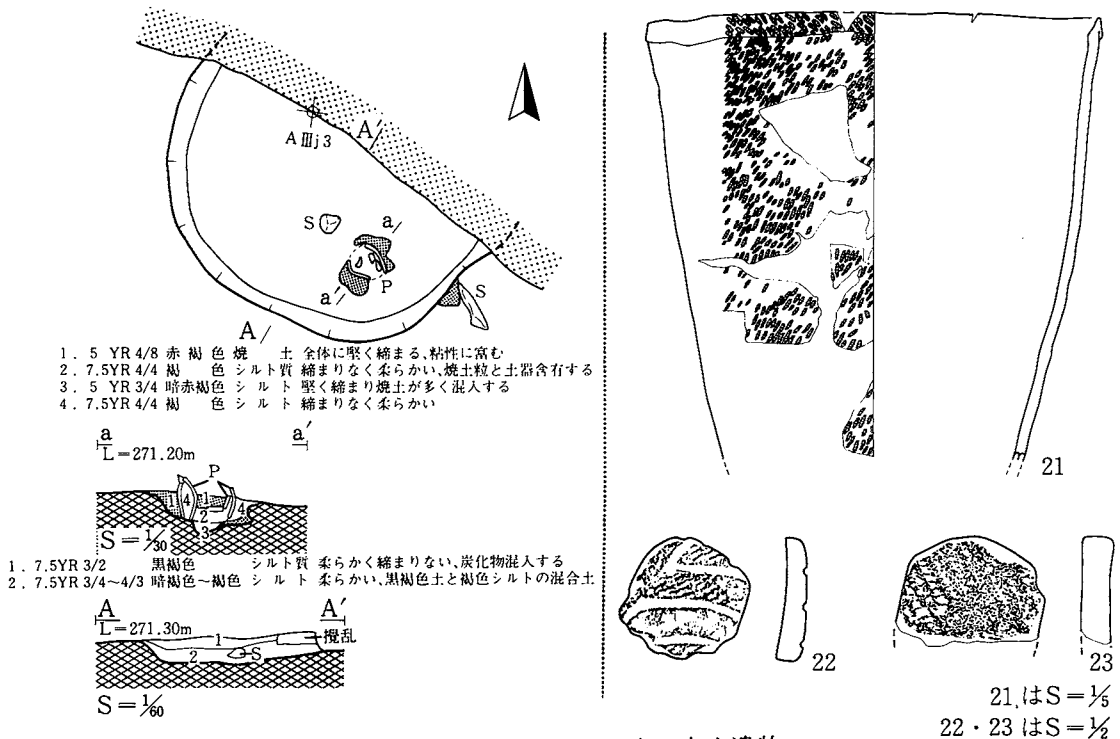 A Ⅲ j 3
A′
S
a′
P
a
S
A
1. 5 YR 4/8 赤褐色焼土 全体に堅く締まる、粘性に富む
2. 7.5YR 4/4 褐色 シルト質 締まりなく柔らかい、焼土粒と土器含有する
3. 5 YR 3/4 暗赤褐色 シルト 堅く締まり焼土が多く混入する
4. 7.5YR 4/4 褐色 シルト 締まりなく柔らかい
a a′
L=271.20m
P
1 4 1 4
2
3
S=1/30
1. 7.5YR 3/2 黒褐色 シルト質 柔らかく締まりない、炭化物混入する
2. 7.5YR 3/4~4/3 暗褐色~褐色 シルト 柔らかい、黒褐色土と褐色シルトの混合土
A A′
L=271.30m
1 攪乱
2 S
S=1/60
21
22
23
21,はS=1/5
22・23はS=1/2